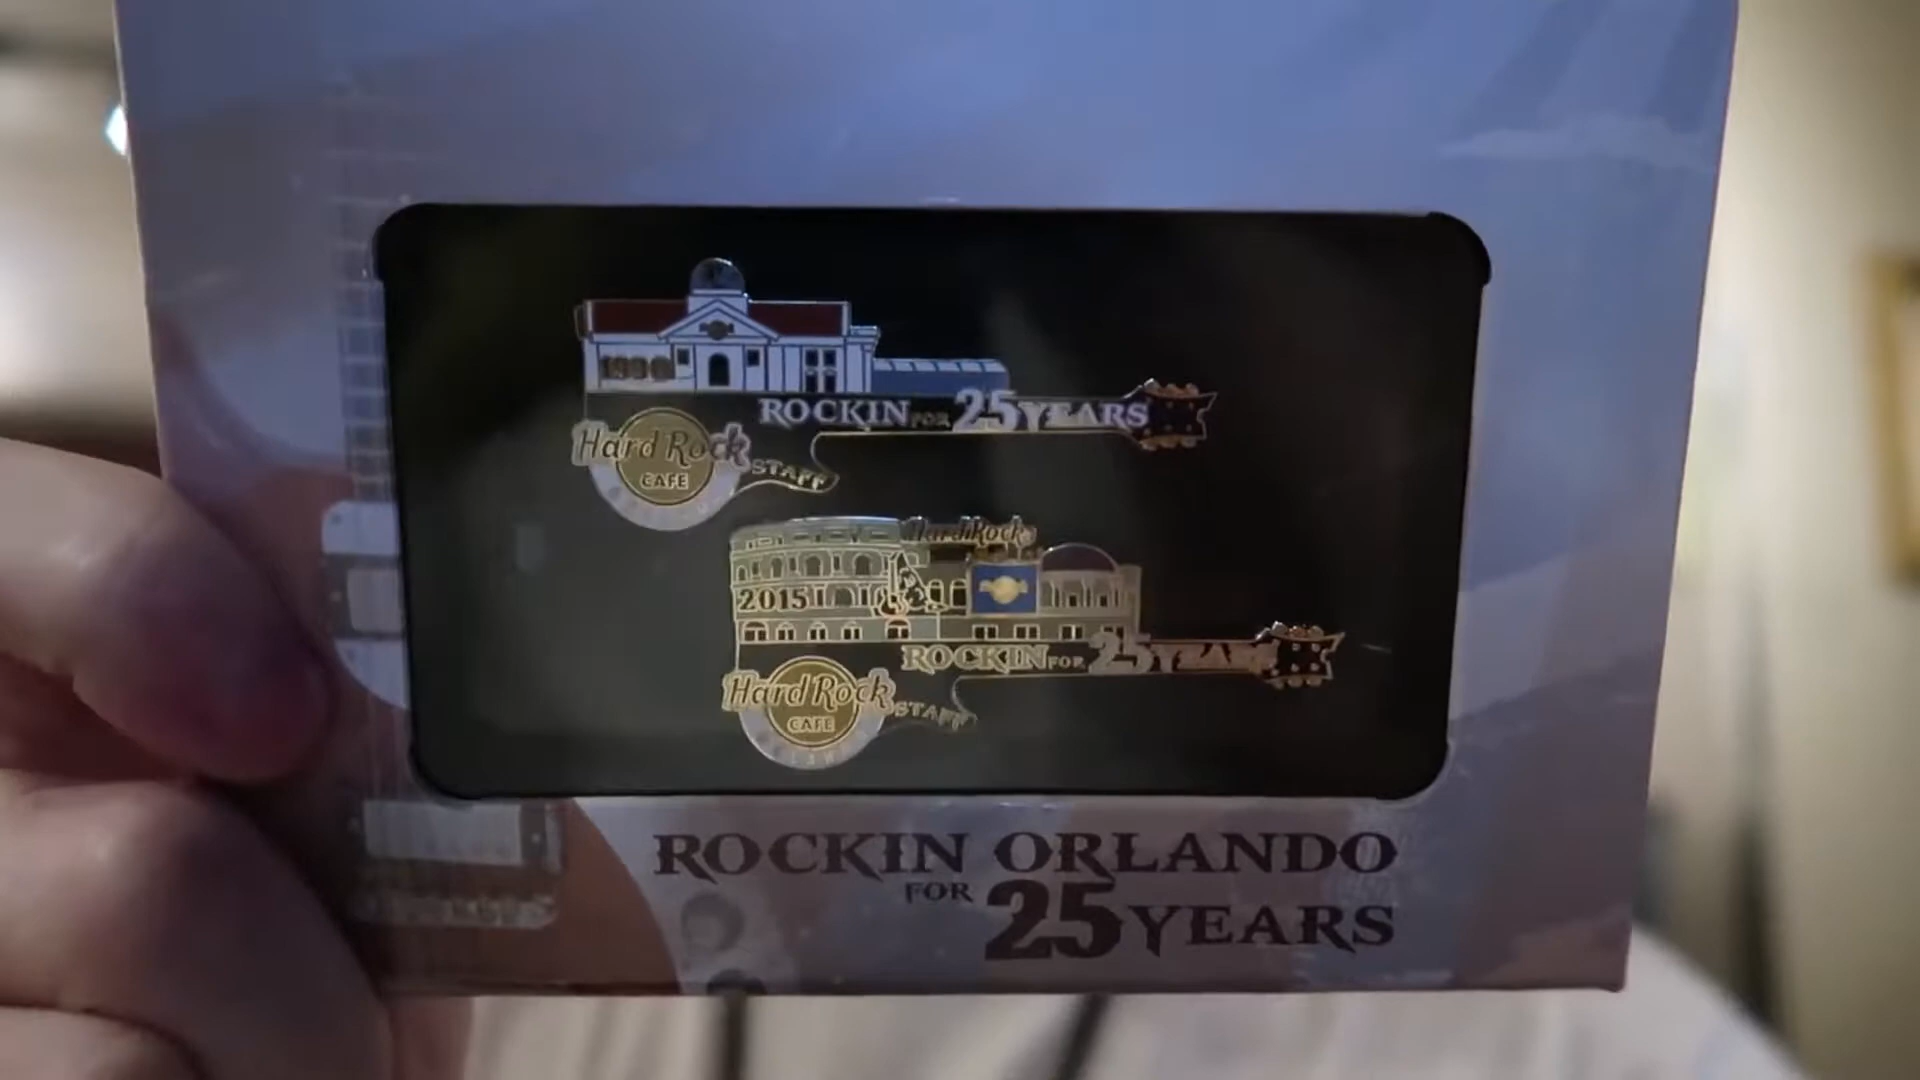 1990
ROCKIN FOR 25 YEARS
Hard Rock
CAFE
STAFF
Hard Rock
2015
ROCKIN FOR 25 YEARS
Hard Rock
CAFE
STAFF
ROCKIN ORLANDO
FOR 25 YEARS